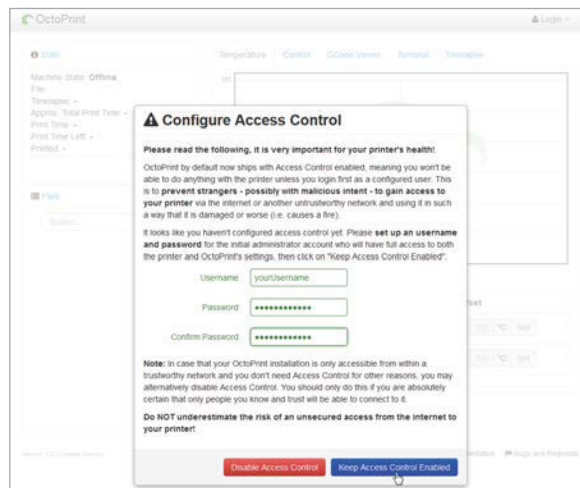 OctoPrint
Login
State
Temperature Control GCode Viewer Terminal Timelapse
Machine State: Offline
File:
Timelapse: -
Approx. Total Print Time: -
Print Time: -
Print Time Left: -
Printed: -
Files
Search...
Configure Access Control
Please read the following, it is very important for your printer's health!
OctoPrint by default now ships with Access Control enabled, meaning you won't be
able to do anything with the printer unless you login first as a configured user. This
is to prevent strangers - possibly with malicious intent - to gain access to
your printer via the internet or another untrustworthy network and using it in such
a way that it is damaged or worse (i.e. causes a fire).
It looks like you haven't configured access control yet. Please set up an username
and password for the initial administrator account who will have full access to both
the printer and OctoPrint's settings, then click on "Keep Access Control Enabled":
Username yourUsername
Password ************
Confirm Password ************
Note: In case that your OctoPrint installation is only accessible from within a
trustworthy network and you don't need Access Control for other reasons, you may
alternatively disable Access Control. You should only do this if you are absolutely
certain that only people you know and trust will be able to connect to it.
Do NOT underestimate the risk of an unsecured access from the internet to
your printer!
Disable Access Control Keep Access Control Enabled
°C Set
°C Set
Bugs and Requests